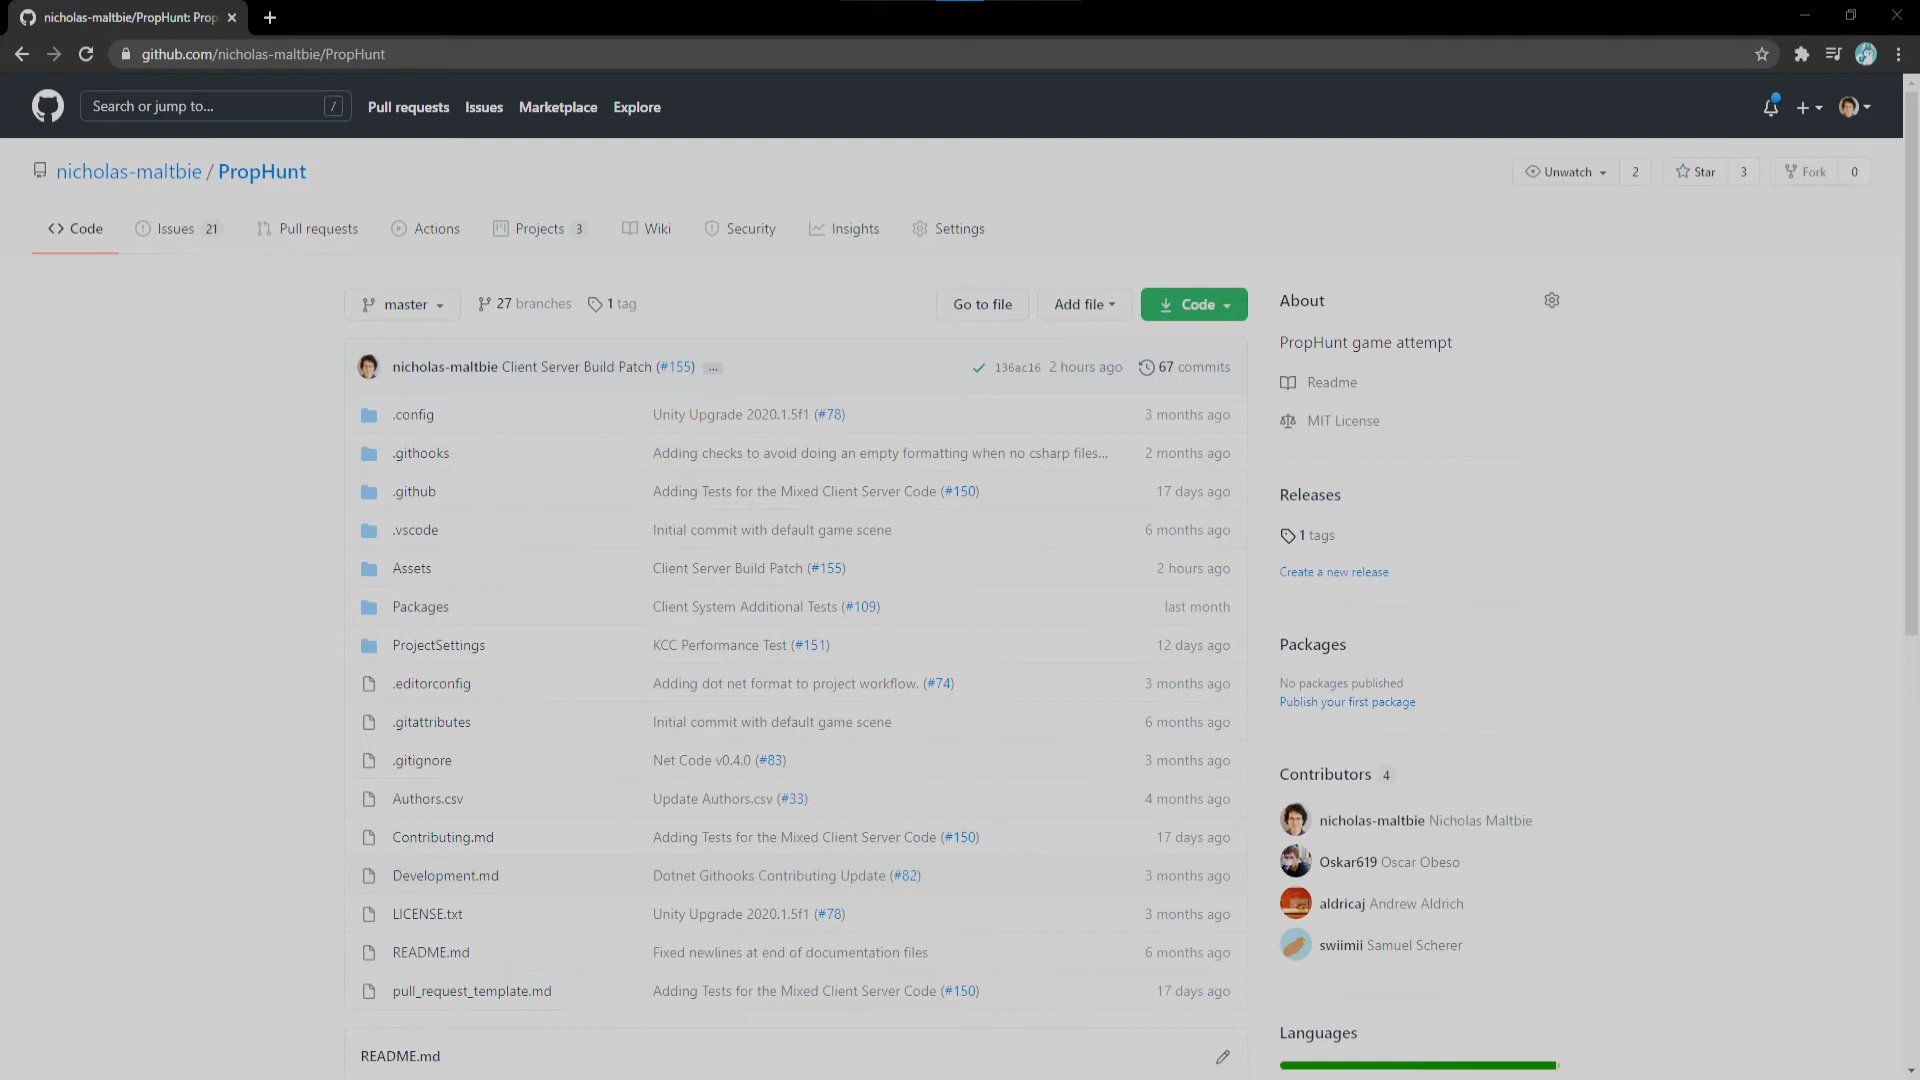 nicholas-maltbie/PropHunt: Prop
github.com/nicholas-maltbie/PropHunt
Search or jump to... /
Pull requests Issues Marketplace Explore
nicholas-maltbie / PropHunt
Unwatch 2 Star 3 Fork 0
Code Issues 21 Pull requests Actions Projects 3 Wiki Security Insights Settings
master 27 branches 1 tag Go to file Add file Code
nicholas-maltbie Client Server Build Patch (#155) ... 136ac16 2 hours ago 67 commits
.config Unity Upgrade 2020.1.5f1 (#78) 3 months ago
.githooks Adding checks to avoid doing an empty formatting when no csharp files... 2 months ago
.github Adding Tests for the Mixed Client Server Code (#150) 17 days ago
.vscode Initial commit with default game scene 6 months ago
Assets Client Server Build Patch (#155) 2 hours ago
Packages Client System Additional Tests (#109) last month
ProjectSettings KCC Performance Test (#151) 12 days ago
.editorconfig Adding dot net format to project workflow. (#74) 3 months ago
.gitattributes Initial commit with default game scene 6 months ago
.gitignore Net Code v0.4.0 (#83) 3 months ago
Authors.csv Update Authors.csv (#33) 4 months ago
Contributing.md Adding Tests for the Mixed Client Server Code (#150) 17 days ago
Development.md Dotnet Githooks Contributing Update (#82) 3 months ago
LICENSE.txt Unity Upgrade 2020.1.5f1 (#78) 3 months ago
README.md Fixed newlines at end of documentation files 6 months ago
pull_request_template.md Adding Tests for the Mixed Client Server Code (#150) 17 days ago
README.md
About
PropHunt game attempt
Readme
MIT License
Releases
1 tags
Create a new release
Packages
No packages published
Publish your first package
Contributors 4
nicholas-maltbie Nicholas Maltbie
Oskar619 Oscar Obeso
aldricaj Andrew Aldrich
swiimii Samuel Scherer
Languages